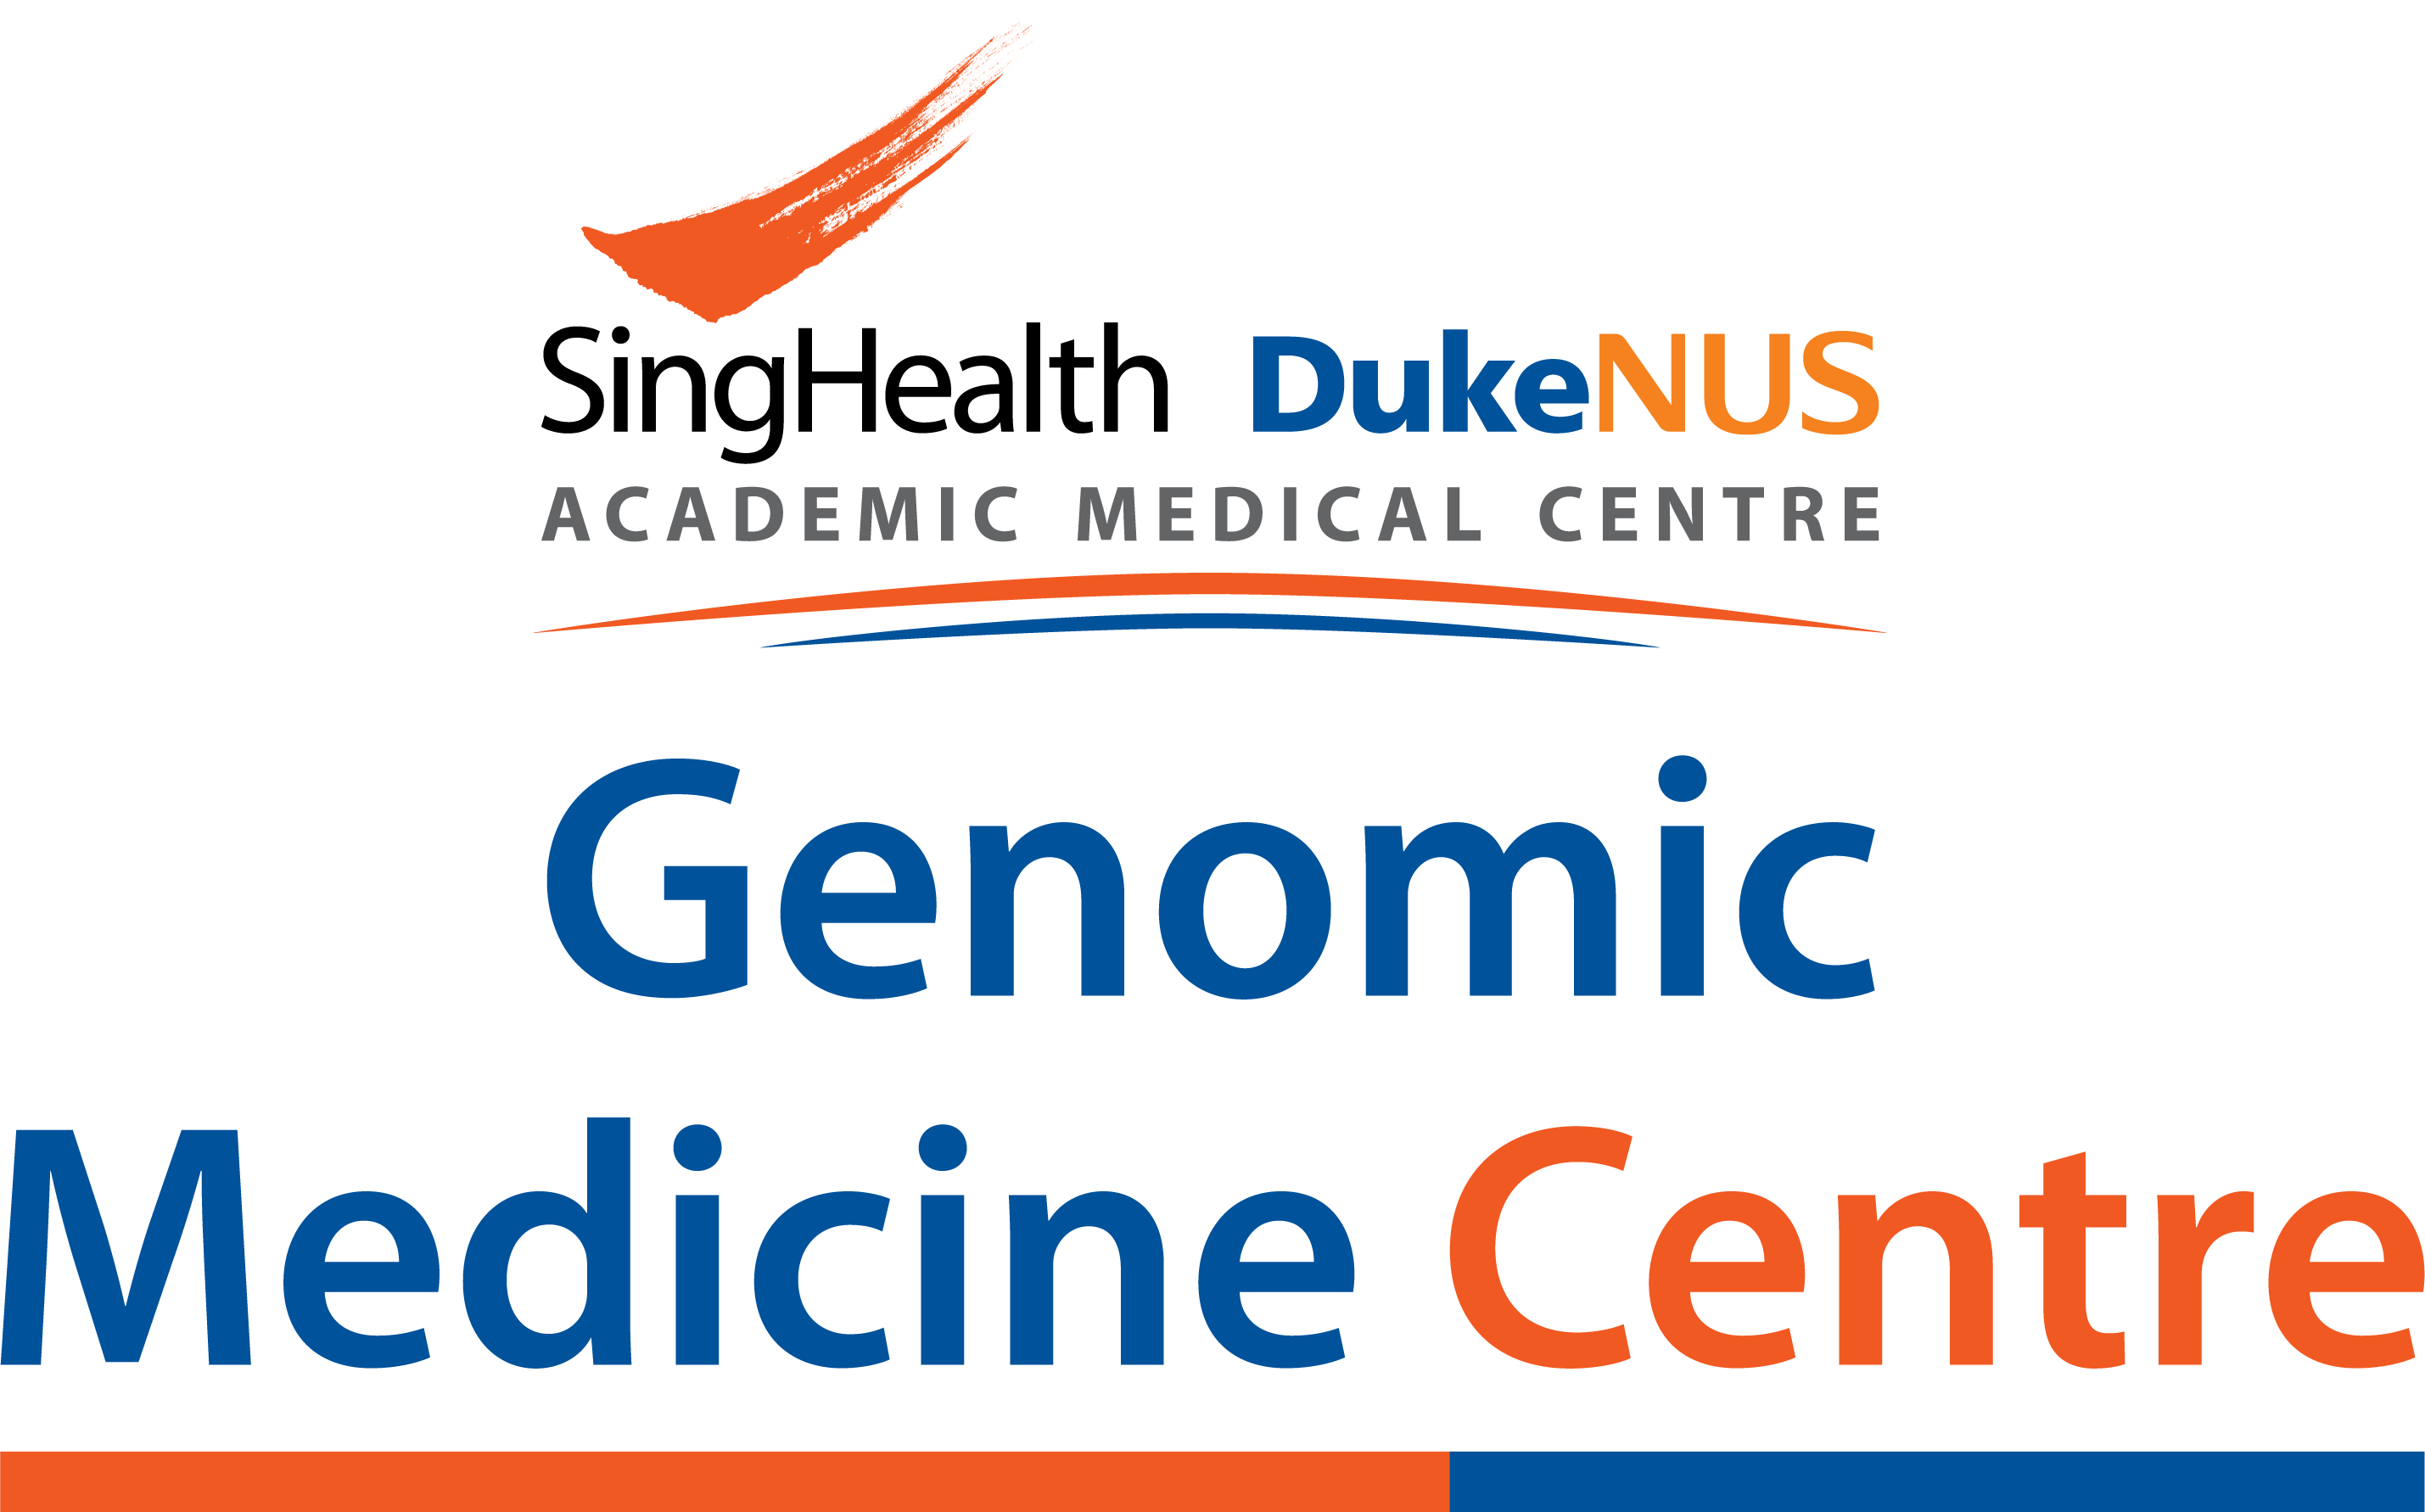 SingHealth DukeNUS
ACADEMIC MEDICAL CENTRE
Genomic
Medicine Centre